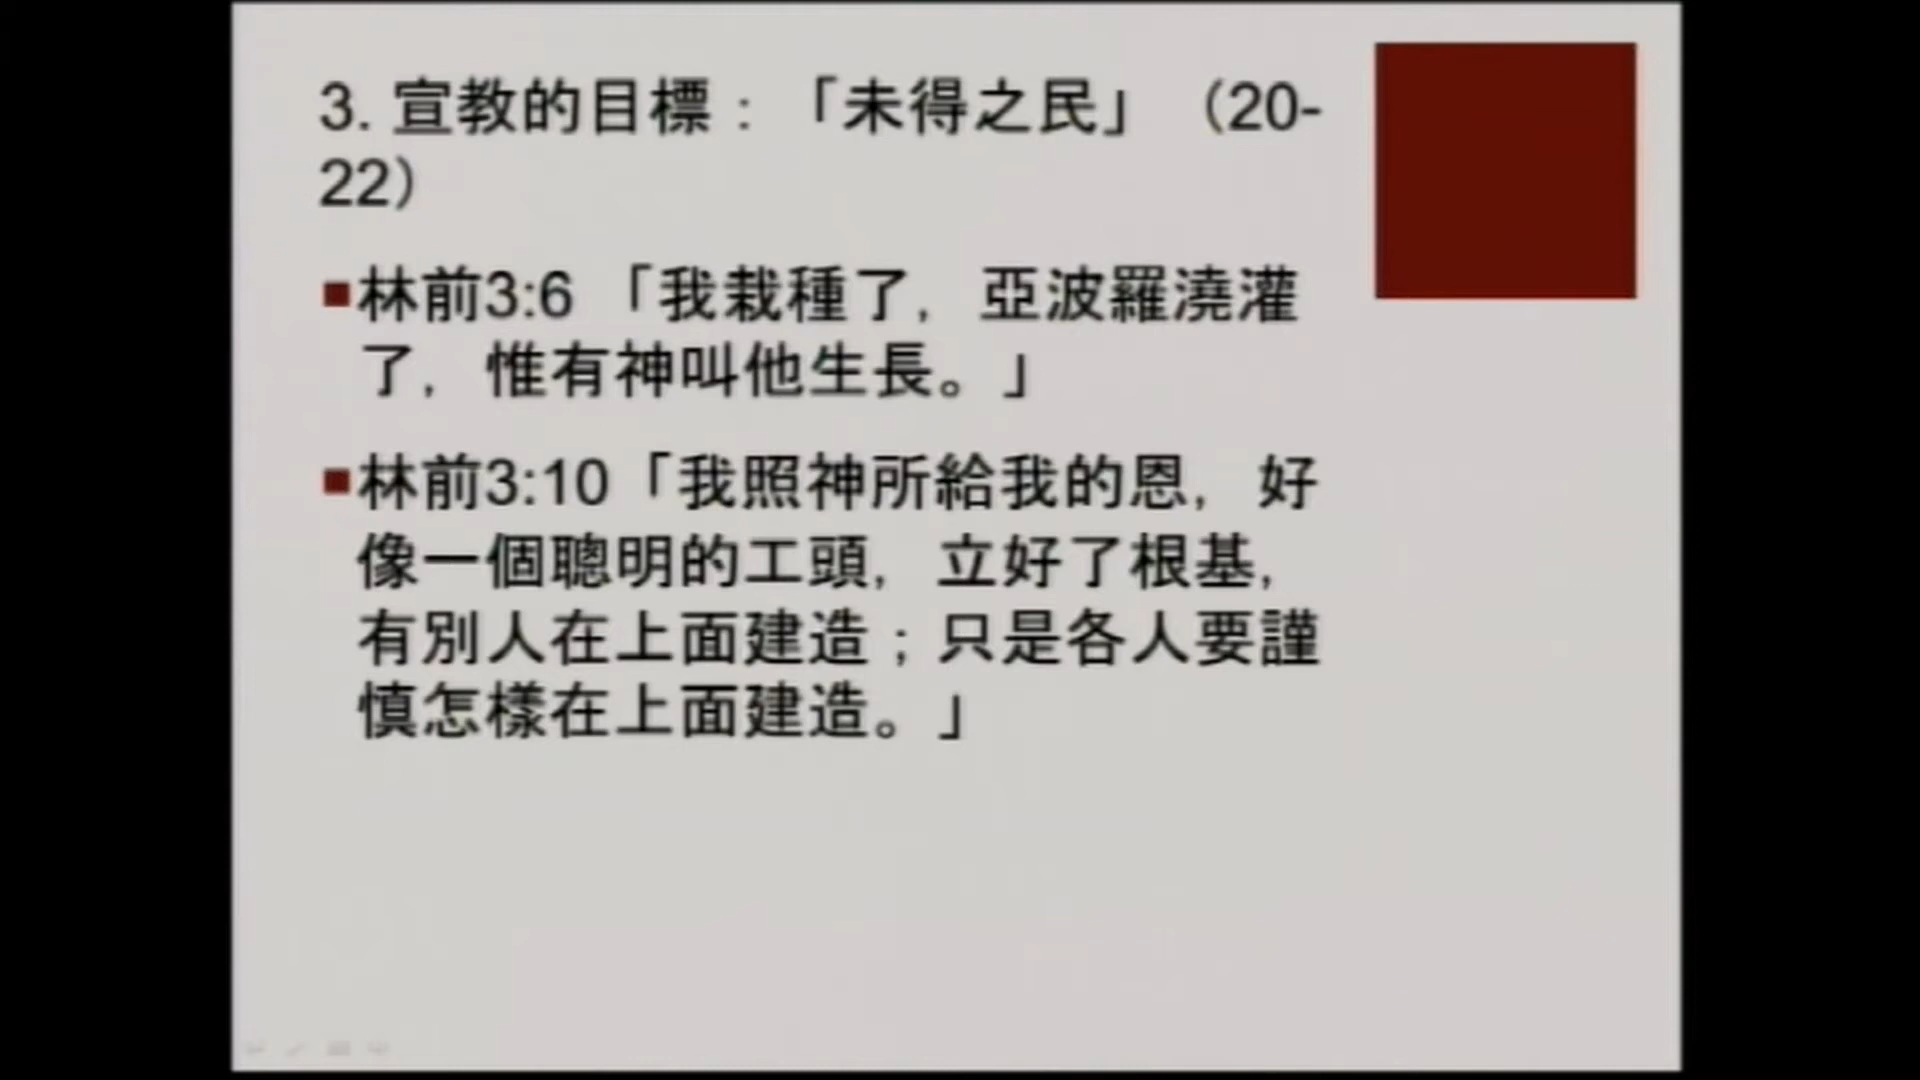 3. 宣教的目標：「未得之民」（20-
22）
林前3:6 「我栽種了，亞波羅澆灌
了，惟有神叫他生長。」
林前3:10「我照神所給我的恩，好
像一個聰明的工頭，立好了根基，
有別人在上面建造；只是各人要謹
慎怎樣在上面建造。」